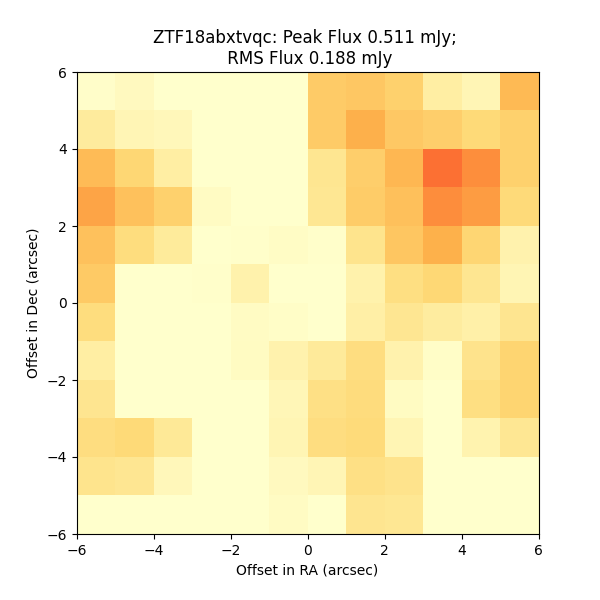 ZTF18abxtvqc: Peak Flux 0.511 mJy;
RMS Flux 0.188 mJy
6
4
2
0
−2
−4
−6
Offset in Dec (arcsec)
−6 −4 −2 0 2 4 6
Offset in RA (arcsec)